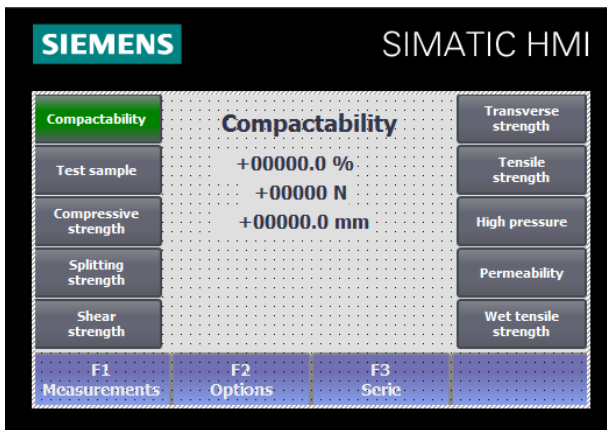 SIEMENS
SIMATIC HMI
Compactability
Test sample
Compressive
strength
Splitting
strength
Shear
strength
Compactability
+00000.0 %
+00000 N
+00000.0 mm
Transverse
strength
Tensile
strength
High pressure
Permeability
Wet tensile
strength
F1
Measurements
F2
Options
F3
Serie